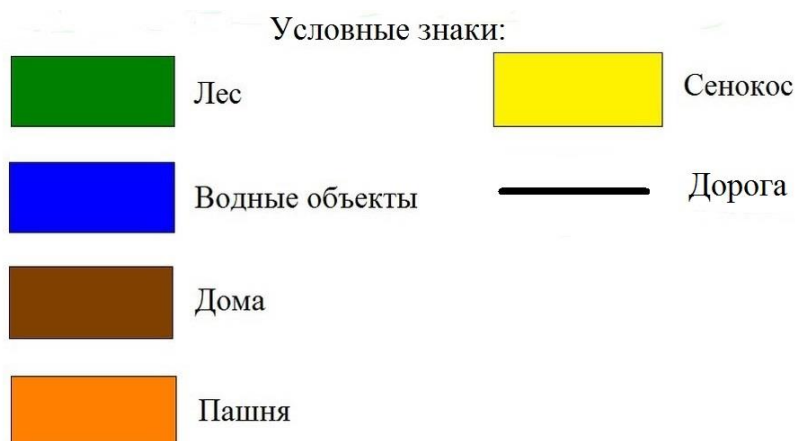 Условные знаки:
Лес
Сенокос
Водные объекты
Дорога
Дома
Пашня